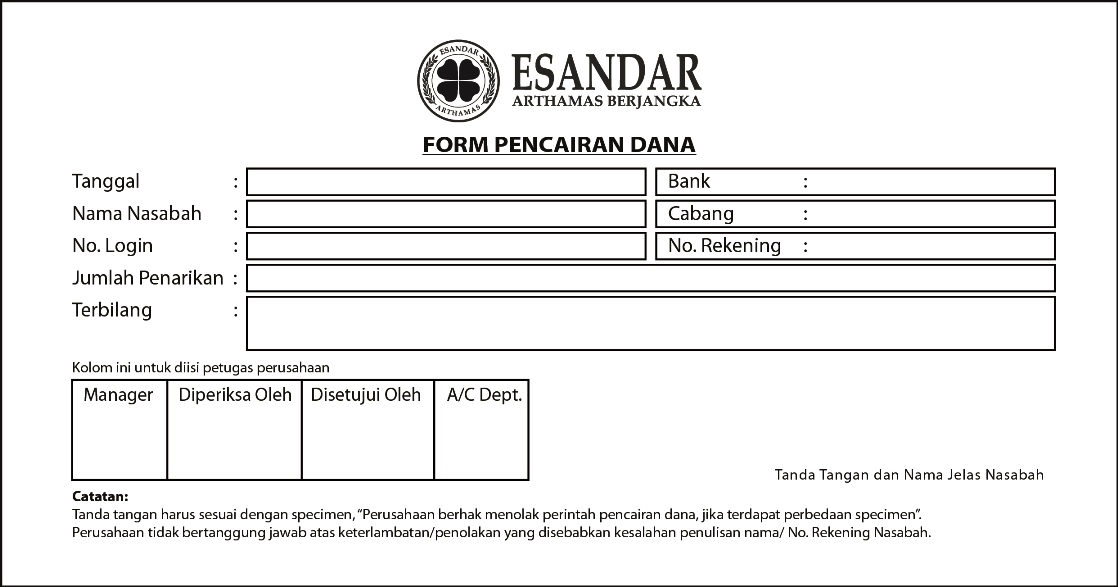 ESANDAR
ARTHAMAS
ESANDAR
ARTHAMAS BERJANGKA
FORM PENCAIRAN DANA
Tanggal :
Bank :
Nama Nasabah :
Cabang :
No. Login :
No. Rekening :
Jumlah Penarikan :
Terbilang :
Kolom ini untuk diisi petugas perusahaan
Manager Diperiksa Oleh Disetujui Oleh A/C Dept.
Tanda Tangan dan Nama Jelas Nasabah
Catatan:
Tanda tangan harus sesuai dengan specimen, “Perusahaan berhak menolak perintah pencairan dana, jika terdapat perbedaan specimen”.
Perusahaan tidak bertanggung jawab atas keterlambatan/penolakan yang disebabkan kesalahan penulisan nama/ No. Rekening Nasabah.